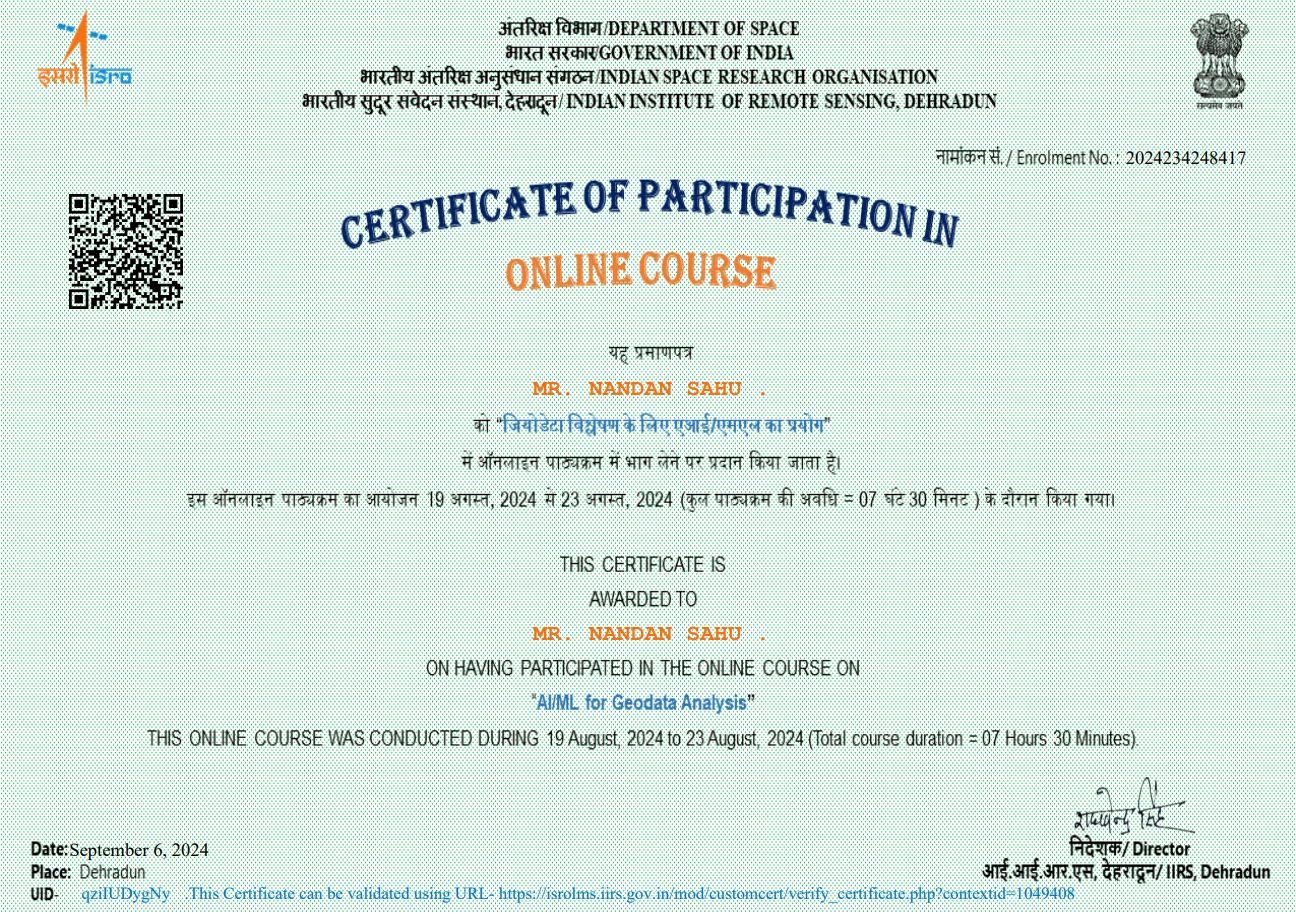 इसरो isro
अंतरिक्ष विभाग/DEPARTMENT OF SPACE
भारत सरकार/GOVERNMENT OF INDIA
भारतीय अंतरिक्ष अनुसंधान संगठन/INDIAN SPACE RESEARCH ORGANISATION
भारतीय सुदूर संवेदन संस्थान, देहरादून/ INDIAN INSTITUTE OF REMOTE SENSING, DEHRADUN
सत्यमेव जयते
नामांकन सं. / Enrolment No. : 2024234248417
CERTIFICATE OF PARTICIPATION IN
ONLINE COURSE
यह प्रमाणपत्र
MR. NANDAN SAHU .
को "जियोडेटा विश्लेषण के लिए एआई/एमएल का प्रयोग"
में ऑनलाइन पाठ्यक्रम में भाग लेने पर प्रदान किया जाता है।
इस ऑनलाइन पाठ्यक्रम का आयोजन 19 अगस्त, 2024 से 23 अगस्त, 2024 (कुल पाठ्यक्रम की अवधि = 07 घंटे 30 मिनट ) के दौरान किया गया।
THIS CERTIFICATE IS
AWARDED TO
MR. NANDAN SAHU .
ON HAVING PARTICIPATED IN THE ONLINE COURSE ON
"AI/ML for Geodata Analysis"
THIS ONLINE COURSE WAS CONDUCTED DURING 19 August, 2024 to 23 August, 2024 (Total course duration = 07 Hours 30 Minutes).
निदेशक/ Director
आई.आई.आर.एस, देहरादून/ IIRS, Dehradun
Date:September 6, 2024
Place: Dehradun
UID- qziIUDygNy .This Certificate can be validated using URL- https://isrolms.iirs.gov.in/mod/customcert/verify_certificate.php?contextid=1049408